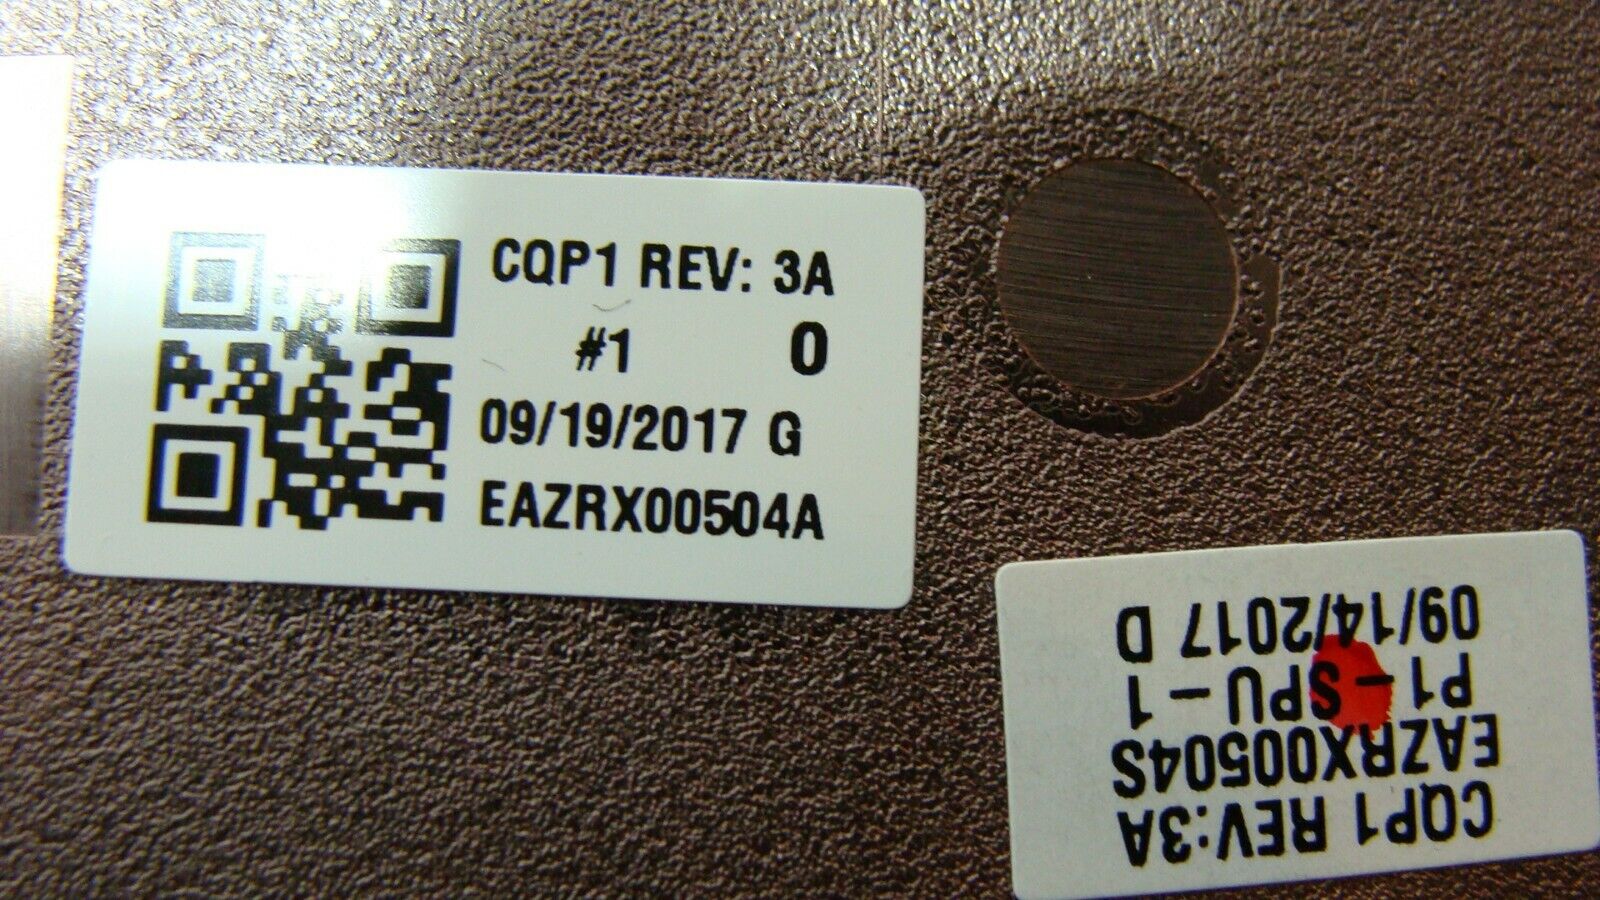 CQP1 REV: 3A
#1 0
09/19/2017 G
EAZRX00504A
CQP1 REV:3A
EAZRX00504S
P1-SPU-1
09/14/2017 D